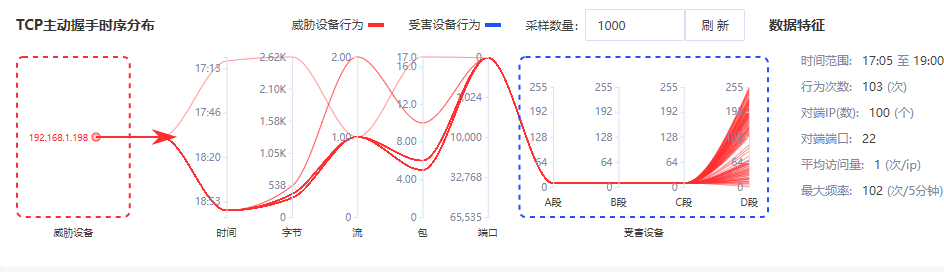 TCP主动握手时序分布
威胁设备行为
受害设备行为
采样数量：
1000
刷 新
数据特征
192.168.1.198
威胁设备
17:13
17:46
18:20
18:53
时间
2.62K
2.10K
1.58K
1.05K
538
0
字节
2.00
1.00
0
流
17.0
16.0
12.0
8.00
4.00
0
包
0
1,024
10,000
32,768
65,535
端口
255
192
128
64
0
A段
255
192
128
64
0
B段
255
192
128
64
0
C段
255
192
128
64
0
D段
受害设备
时间范围： 17:05 至 19:00
行为次数： 103 (次)
对端IP(数)： 100 (个)
对端端口： 22
平均访问量： 1 (次/ip)
最大频率： 102 (次/5分钟)